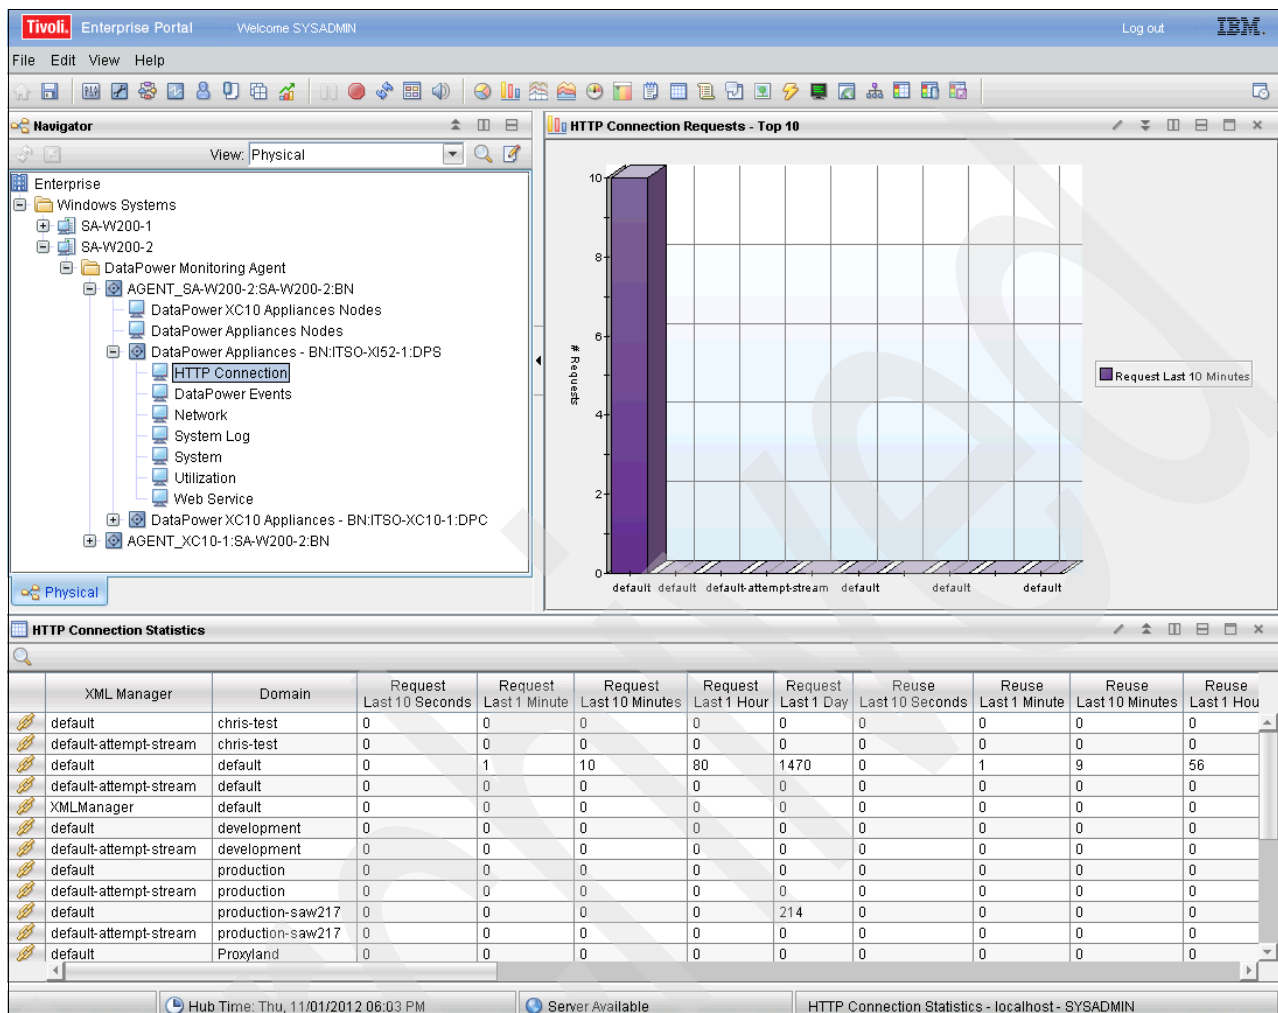 Tivoli. Enterprise Portal Welcome SYSADMIN Log out IBM.
File Edit View Help
Navigator
View: Physical
Enterprise
Windows Systems
SA-W200-1
SA-W200-2
DataPower Monitoring Agent
AGENT_SA-W200-2:SA-W200-2:BN
DataPower XC10 Appliances Nodes
DataPower Appliances Nodes
DataPower Appliances - BN:ITSO-XI52-1:DPS
HTTP Connection
DataPower Events
Network
System Log
System
Utilization
Web Service
DataPower XC10 Appliances - BN:ITSO-XC10-1:DPC
AGENT_XC10-1:SA-W200-2:BN
Physical
HTTP Connection Requests - Top 10
10
8
6
4
2
0
# Requests
default default default-attempt-stream default default default
Request Last 10 Minutes
HTTP Connection Statistics
XML Manager Domain Request Last 10 Seconds Request Last 1 Minute Request Last 10 Minutes Request Last 1 Hour Request Last 1 Day Reuse Last 10 Seconds Reuse Last 1 Minute Reuse Last 10 Minutes Reuse Last 1 Hou
default chris-test 0 0 0 0 0 0 0 0 0
default-attempt-stream chris-test 0 0 0 0 0 0 0 0 0
default default 0 1 10 80 1470 0 1 9 56
default-attempt-stream default 0 0 0 0 0 0 0 0 0
XMLManager default 0 0 0 0 0 0 0 0 0
default development 0 0 0 0 0 0 0 0 0
default-attempt-stream development 0 0 0 0 0 0 0 0 0
default production 0 0 0 0 0 0 0 0 0
default-attempt-stream production 0 0 0 0 0 0 0 0 0
default production-saw217 0 0 0 0 214 0 0 0 0
default-attempt-stream production-saw217 0 0 0 0 0 0 0 0 0
default Proxyland 0 0 0 0 0 0 0 0 0
Hub Time: Thu, 11/01/2012 06:03 PM Server Available HTTP Connection Statistics - localhost - SYSADMIN